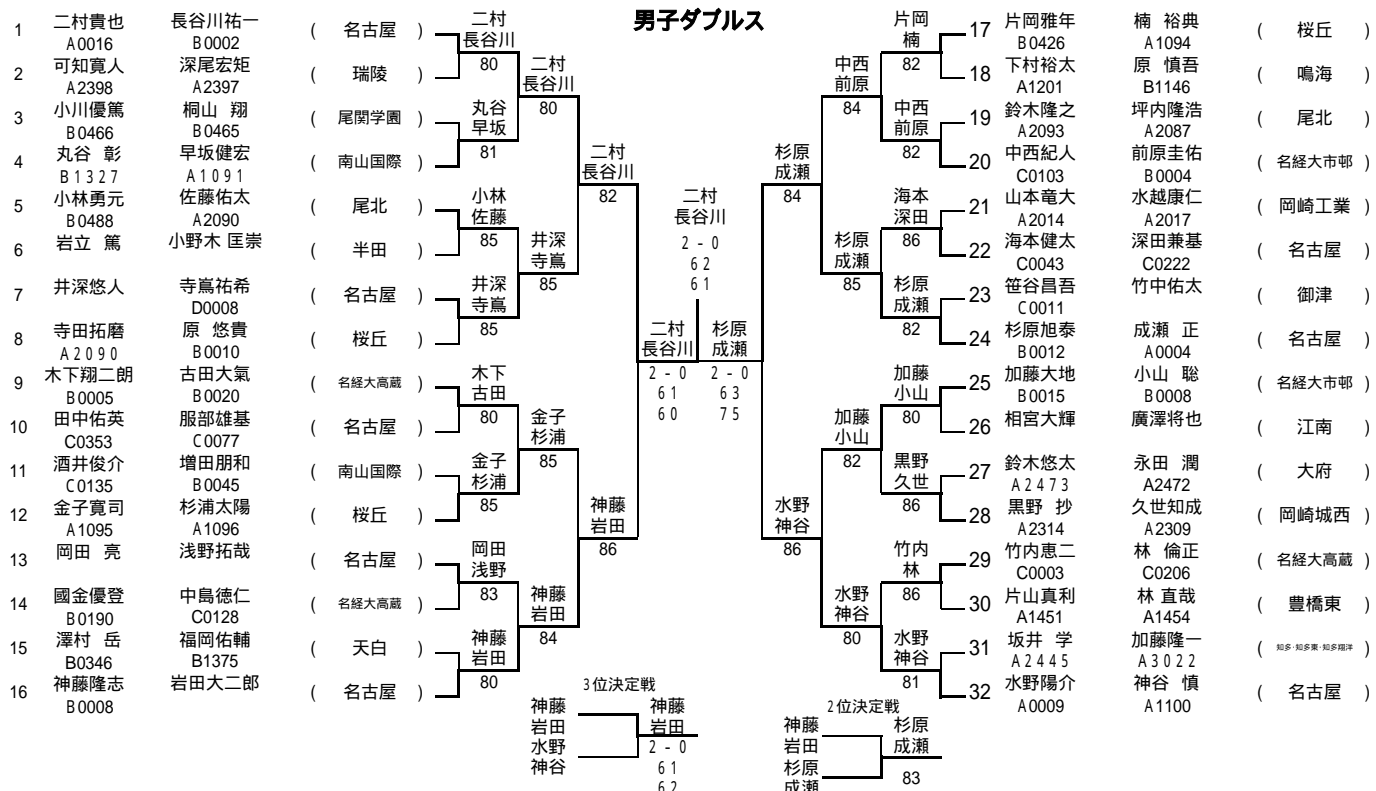 男子ダブルス
1 二村貴也 長谷川祐一 ( 名古屋 )
A0016 B0002
2 可知寛人 深尾宏矩 ( 瑞陵 )
A2398 A2397
3 小川優篤 桐山 翔 ( 尾関学園 )
B0466 B0465
4 丸谷 彰 早坂健宏 ( 南山国際 )
B1327 A1091
5 小林勇元 佐藤佑太 ( 尾北 )
B0488 A2090
6 岩立 篤 小野木 匡崇 ( 半田 )
7 井深悠人 寺嶌祐希 ( 名古屋 )
D0008
8 寺田拓磨 原 悠貴 ( 桜丘 )
A2090 B0010
9 木下翔二朗 古田大氣 ( 名経大高蔵 )
B0005 B0020
10 田中佑英 服部雄基 ( 名古屋 )
C0353 C0077
11 酒井俊介 増田朋和 ( 南山国際 )
C0135 B0045
12 金子寛司 杉浦太陽 ( 桜丘 )
A1095 A1096
13 岡田 亮 浅野拓哉 ( 名古屋 )
14 國金優登 中島徳仁 ( 名経大高蔵 )
B0190 C0128
15 澤村 岳 福岡佑輔 ( 天白 )
B0346 B1375
16 神藤隆志 岩田大二郎 ( 名古屋 )
B0008
二村
長谷川
80
丸谷
早坂
81
小林
佐藤
85
井深
寺嶌
85
木下
古田
80
金子
杉浦
85
岡田
浅野
83
神藤
岩田
80
二村
長谷川
80
井深
寺嶌
85
金子
杉浦
85
神藤
岩田
84
二村
長谷川
82
神藤
岩田
86
二村
長谷川
2-0
61
60
二村
長谷川
2-0
62
61
杉原
成瀬
2-0
63
75
杉原
成瀬
84
水野
神谷
86
中西
前原
84
杉原
成瀬
85
加藤
小山
82
水野
神谷
80
片岡
楠
82
中西
前原
82
海本
深田
86
杉原
成瀬
82
加藤
小山
80
黒野
久世
86
竹内
林
86
水野
神谷
81
17 片岡雅年 楠 裕典 ( 桜丘 )
B0426 A1094
18 下村裕太 原 慎吾 ( 鳴海 )
A1201 B1146
19 鈴木隆之 坪内隆浩 ( 尾北 )
A2093 A2087
20 中西紀人 前原圭佑 ( 名経大市邨 )
C0103 B0004
21 山本竜大 水越康仁 ( 岡崎工業 )
A2014 A2017
22 海本健太 深田兼基 ( 名古屋 )
C0043 C0222
23 笹谷昌吾 竹中佑太 ( 御津 )
C0011
24 杉原旭泰 成瀬 正 ( 名古屋 )
B0012 A0004
25 加藤大地 小山 聡 ( 名経大市邨 )
B0015 B0008
26 相宮大輝 廣澤将也 ( 江南 )
27 鈴木悠太 永田 潤 ( 大府 )
A2473 A2472
28 黒野 抄 久世知成 ( 岡崎城西 )
A2314 A2309
29 竹内恵二 林 倫正 ( 名経大高蔵 )
C0003 C0206
30 片山真利 林 直哉 ( 豊橋東 )
A1451 A1454
31 坂井 学 加藤隆一 ( 知多・知多東・知多翔洋 )
A2445 A3022
32 水野陽介 神谷 慎 ( 名古屋 )
A0009 A1100
3位決定戦
神藤
岩田
水野
神谷
神藤
岩田
2-0
61
62
2位決定戦
神藤
岩田
杉原
成瀬
杉原
成瀬
83